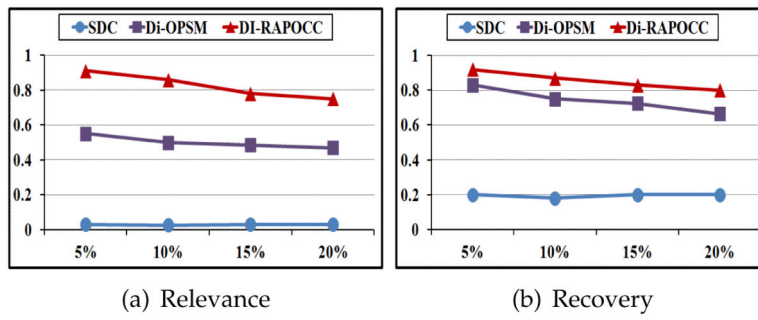 SDC Di-OPSM DI-RAPOCC
1
0.8
0.6
0.4
0.2
0
5% 10% 15% 20%
(a) Relevance
SDC Di-OPSM Di-RAPOCC
1
0.8
0.6
0.4
0.2
0
5% 10% 15% 20%
(b) Recovery